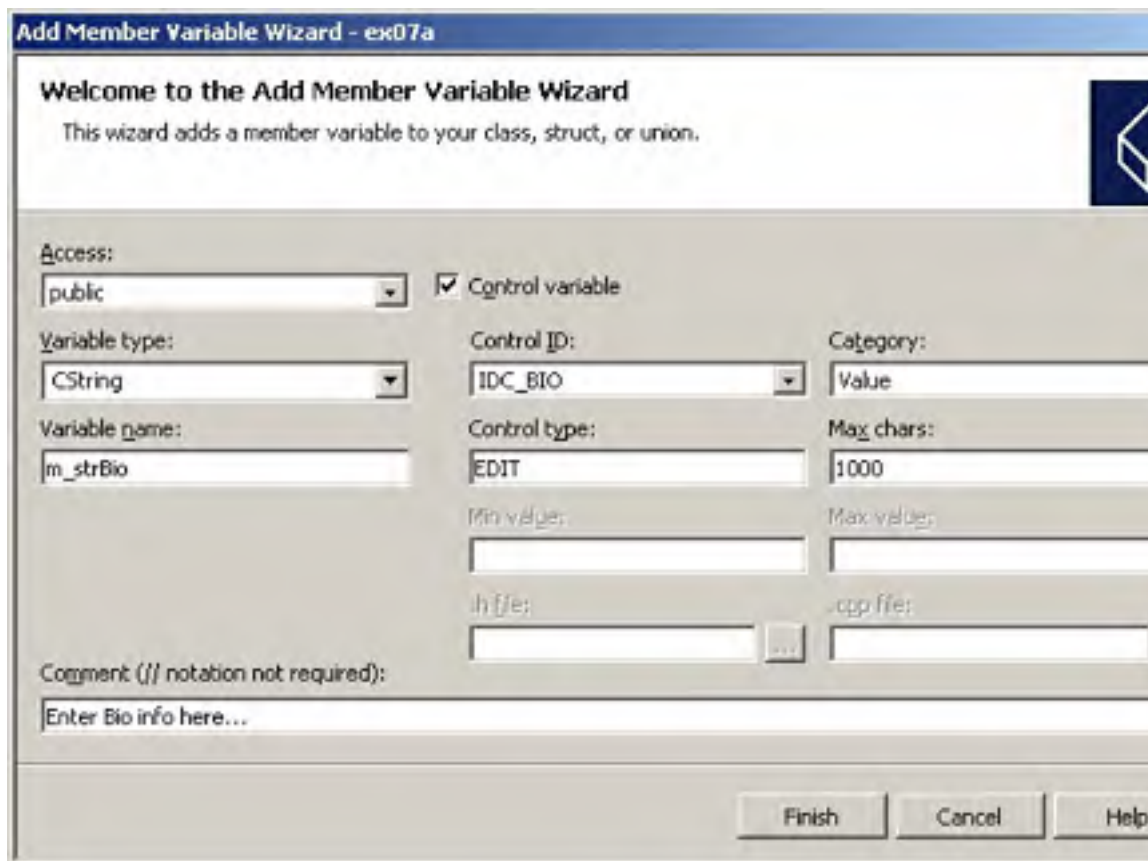 Add Member Variable Wizard - ex07a
Welcome to the Add Member Variable Wizard
This wizard adds a member variable to your class, struct, or union.
Access:
public
Control variable
Variable type:
CString
Control ID:
IDC_BIO
Category:
Value
Variable name:
m_strBio
Control type:
EDIT
Max chars:
1000
Min value:
Max value:
.h file:
...
.cpp file:
Comment (// notation not required):
Enter Bio info here...
Finish
Cancel
Help